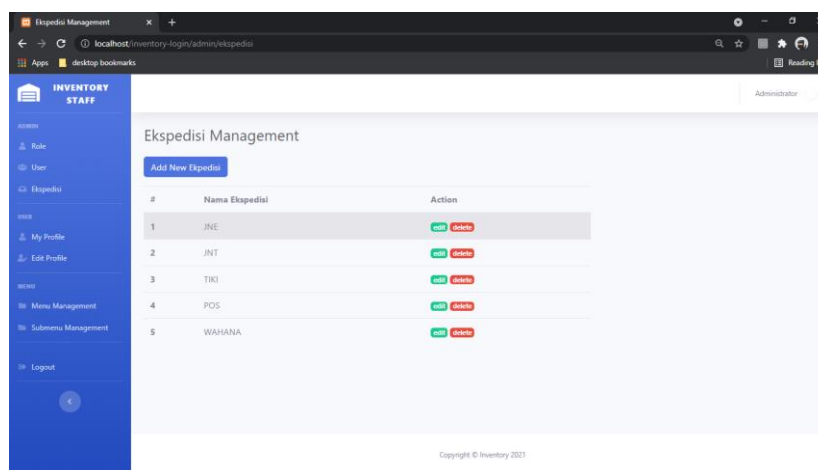 Ekspedisi Management
localhost/inventory-login/admin/ekspedisi
Apps desktop bookmarks Reading
INVENTORY
STAFF
Administrator
ADMIN
Role
User
Ekspedisi
USER
My Profile
Edit Profile
MENU
Menu Management
Submenu Management
Logout
Ekspedisi Management
Add New Ekpedisi
# Nama Ekspedisi Action
1 JNE edit delete
2 JNT edit delete
3 TIKI edit delete
4 POS edit delete
5 WAHANA edit delete
Copyright © Inventory 2021